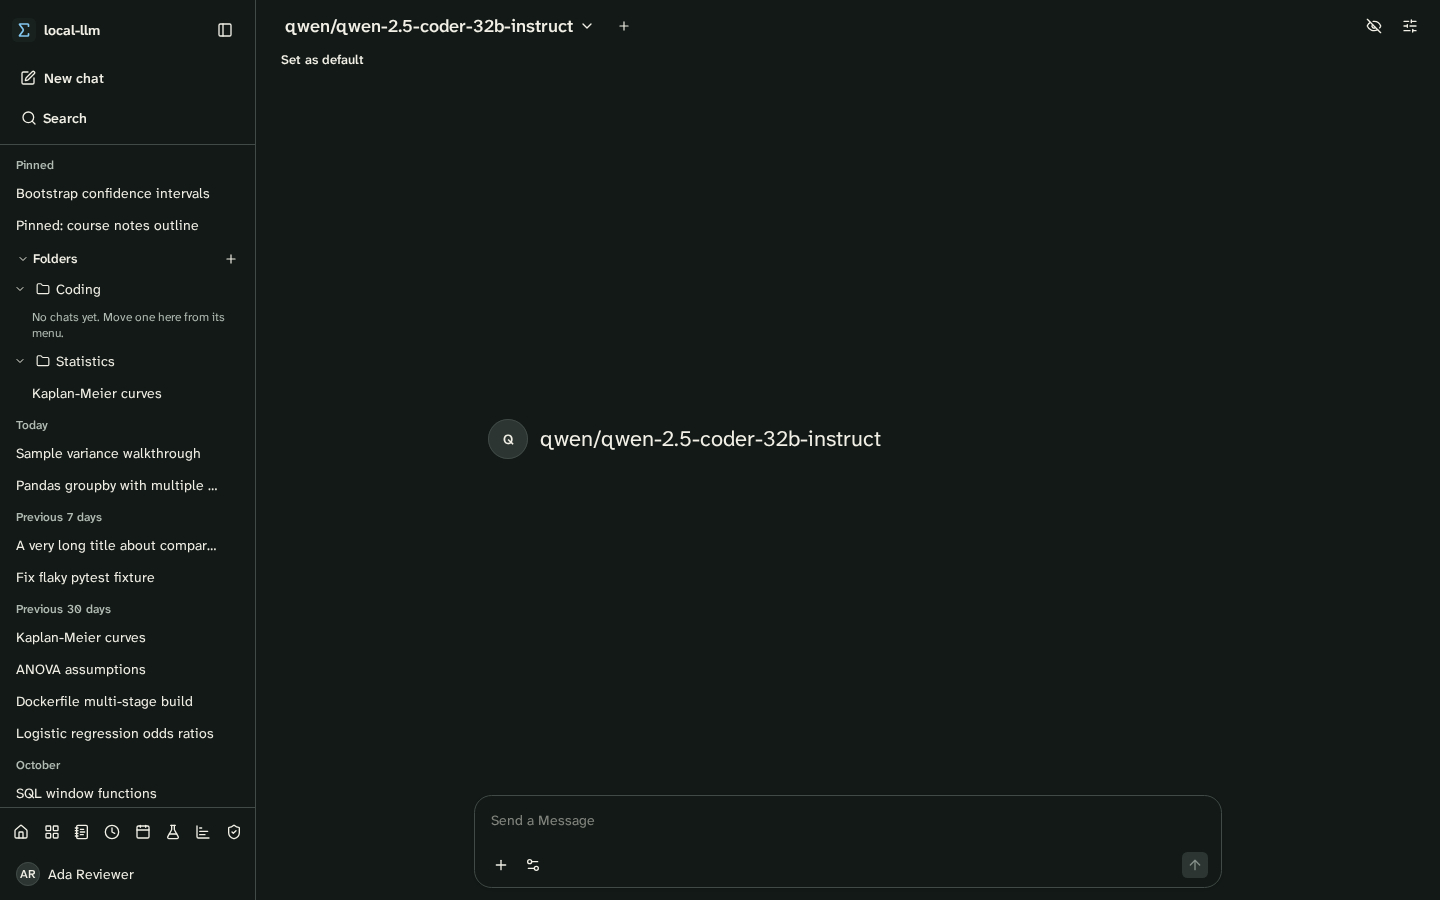 local-llm
New chat
Search
Pinned
Bootstrap confidence intervals
Pinned: course notes outline
Folders
Coding
No chats yet. Move one here from its
menu.
Statistics
Kaplan-Meier curves
Today
Sample variance walkthrough
Pandas groupby with multiple ...
Previous 7 days
A very long title about compar...
Fix flaky pytest fixture
Previous 30 days
Kaplan-Meier curves
ANOVA assumptions
Dockerfile multi-stage build
Logistic regression odds ratios
October
SQL window functions
AR Ada Reviewer
qwen/qwen-2.5-coder-32b-instruct
Set as default
Q qwen/qwen-2.5-coder-32b-instruct
Send a Message